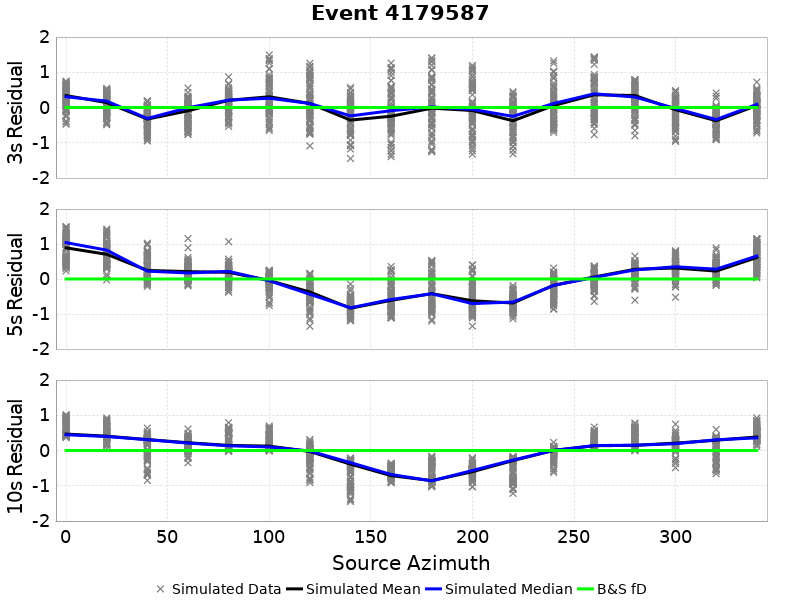 Event 4179587
3s Residual
2
1
0
-1
-2
5s Residual
2
1
0
-1
-2
10s Residual
2
1
0
-1
-2
0 50 100 150 200 250 300
Source Azimuth
Simulated Data Simulated Mean Simulated Median B&S fD